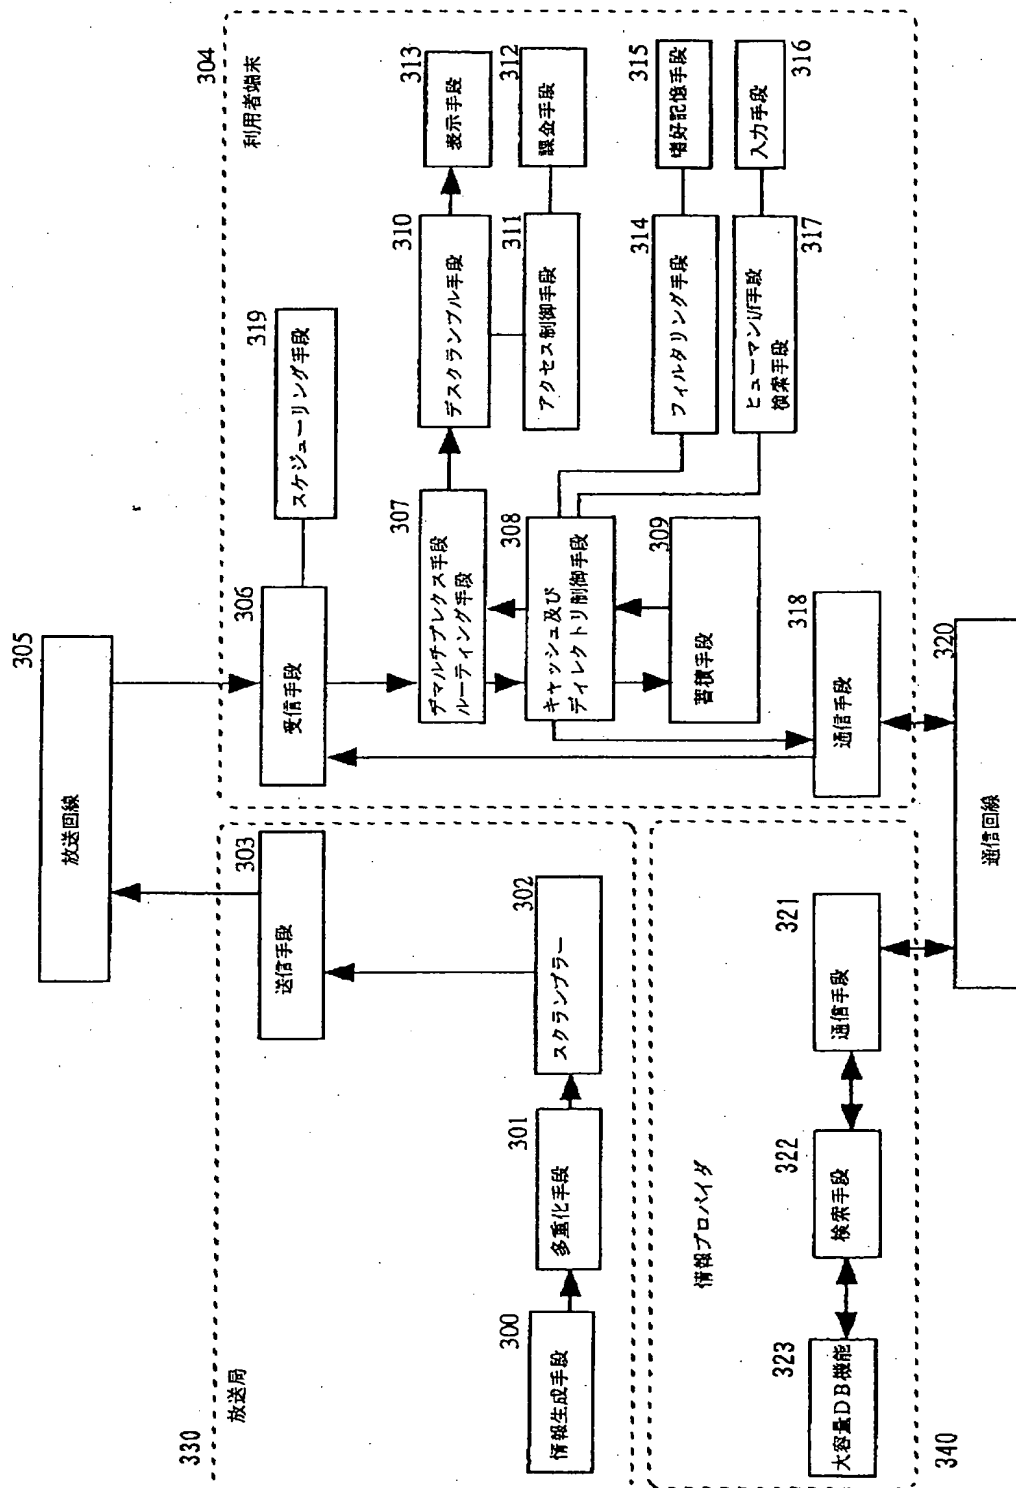 330
放送局
300
情報生成手段
301
多重化手段
302
スクランブラー
303
送信手段
305
放送回線
304
利用者端末
306
受信手段
319
スケジューリング手段
307
デマルチプレクス手段
ルーティング手段
310
デスクランブル手段
313
表示手段
311
アクセス制御手段
312
課金手段
308
キャッシュ及び
ディレクトリ制御手段
309
蓄積手段
314
フィルタリング手段
315
嗜好記憶手段
317
ヒューマンi/f手段
検索手段
316
入力手段
318
通信手段
340
情報プロバイダ
323
大容量DB機能
322
検索手段
321
通信手段
320
通信回線